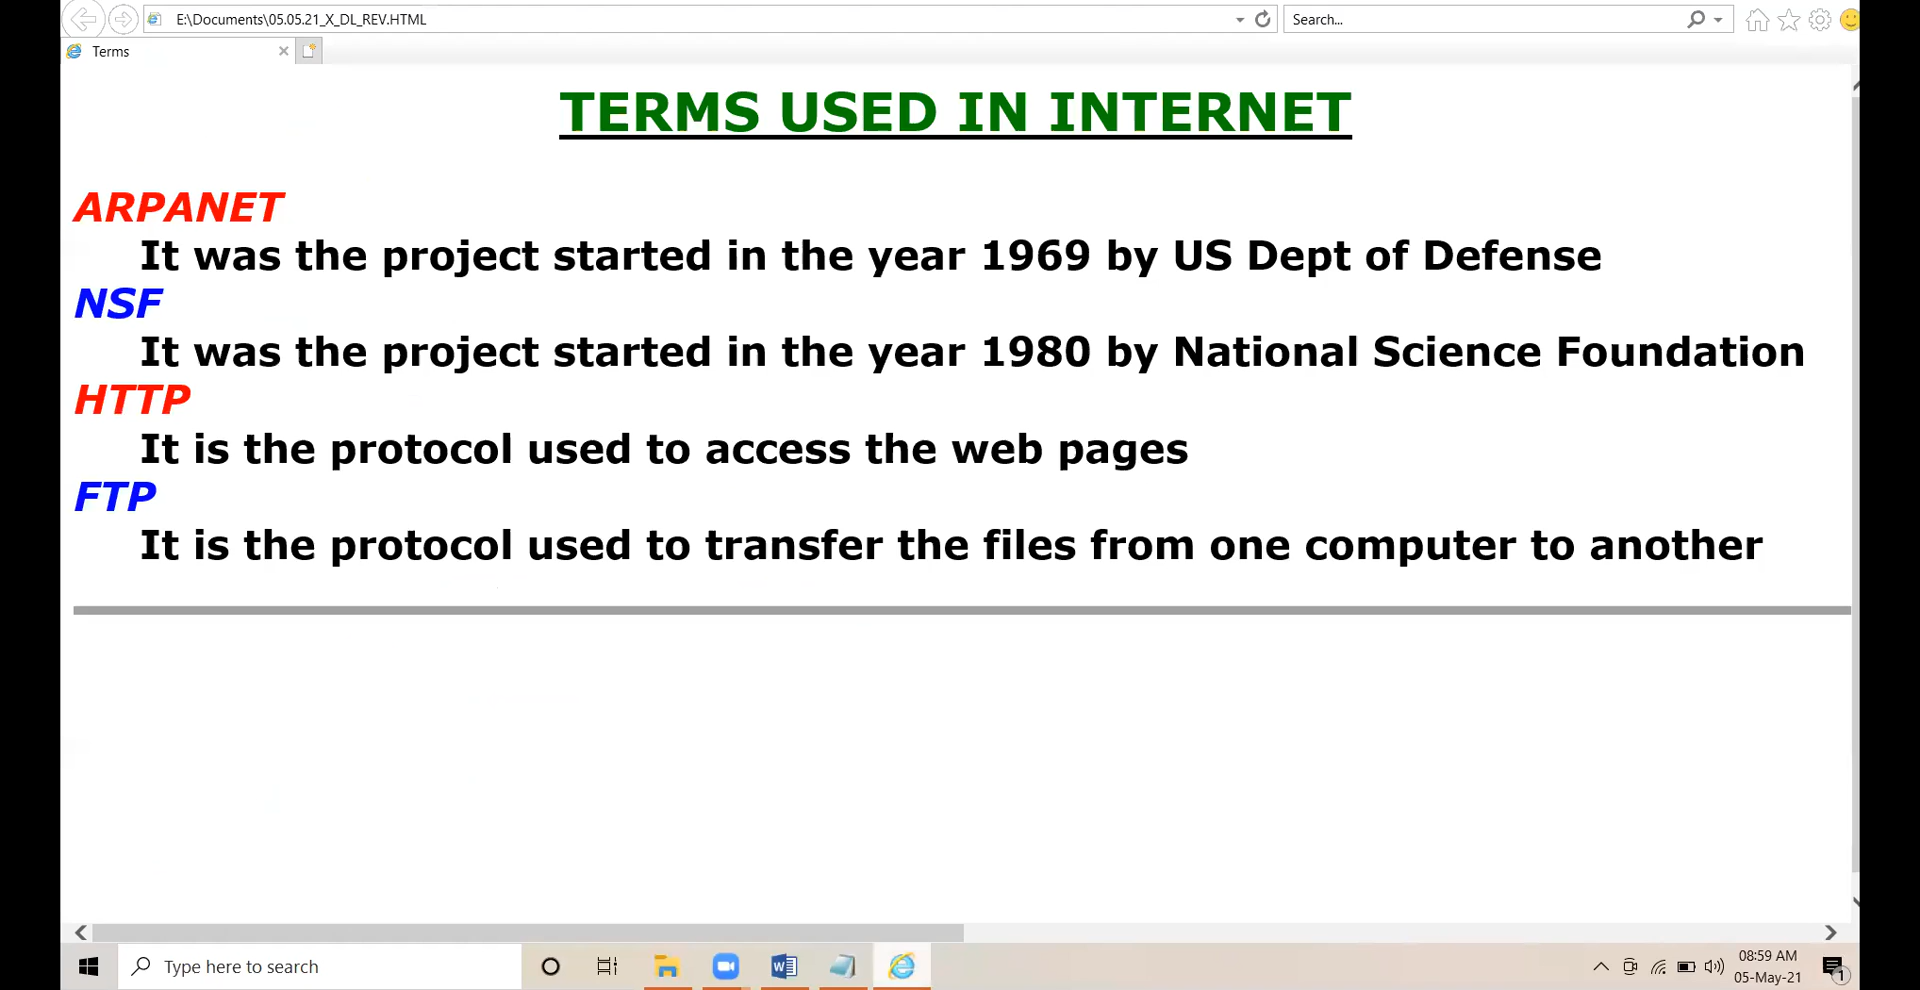 E:\Documents\05.05.21_X_DL_REV.HTML
Search...
Terms
TERMS USED IN INTERNET
ARPANET
It was the project started in the year 1969 by US Dept of Defense
NSF
It was the project started in the year 1980 by National Science Foundation
HTTP
It is the protocol used to access the web pages
FTP
It is the protocol used to transfer the files from one computer to another
Type here to search
08:59 AM
05-May-21
1